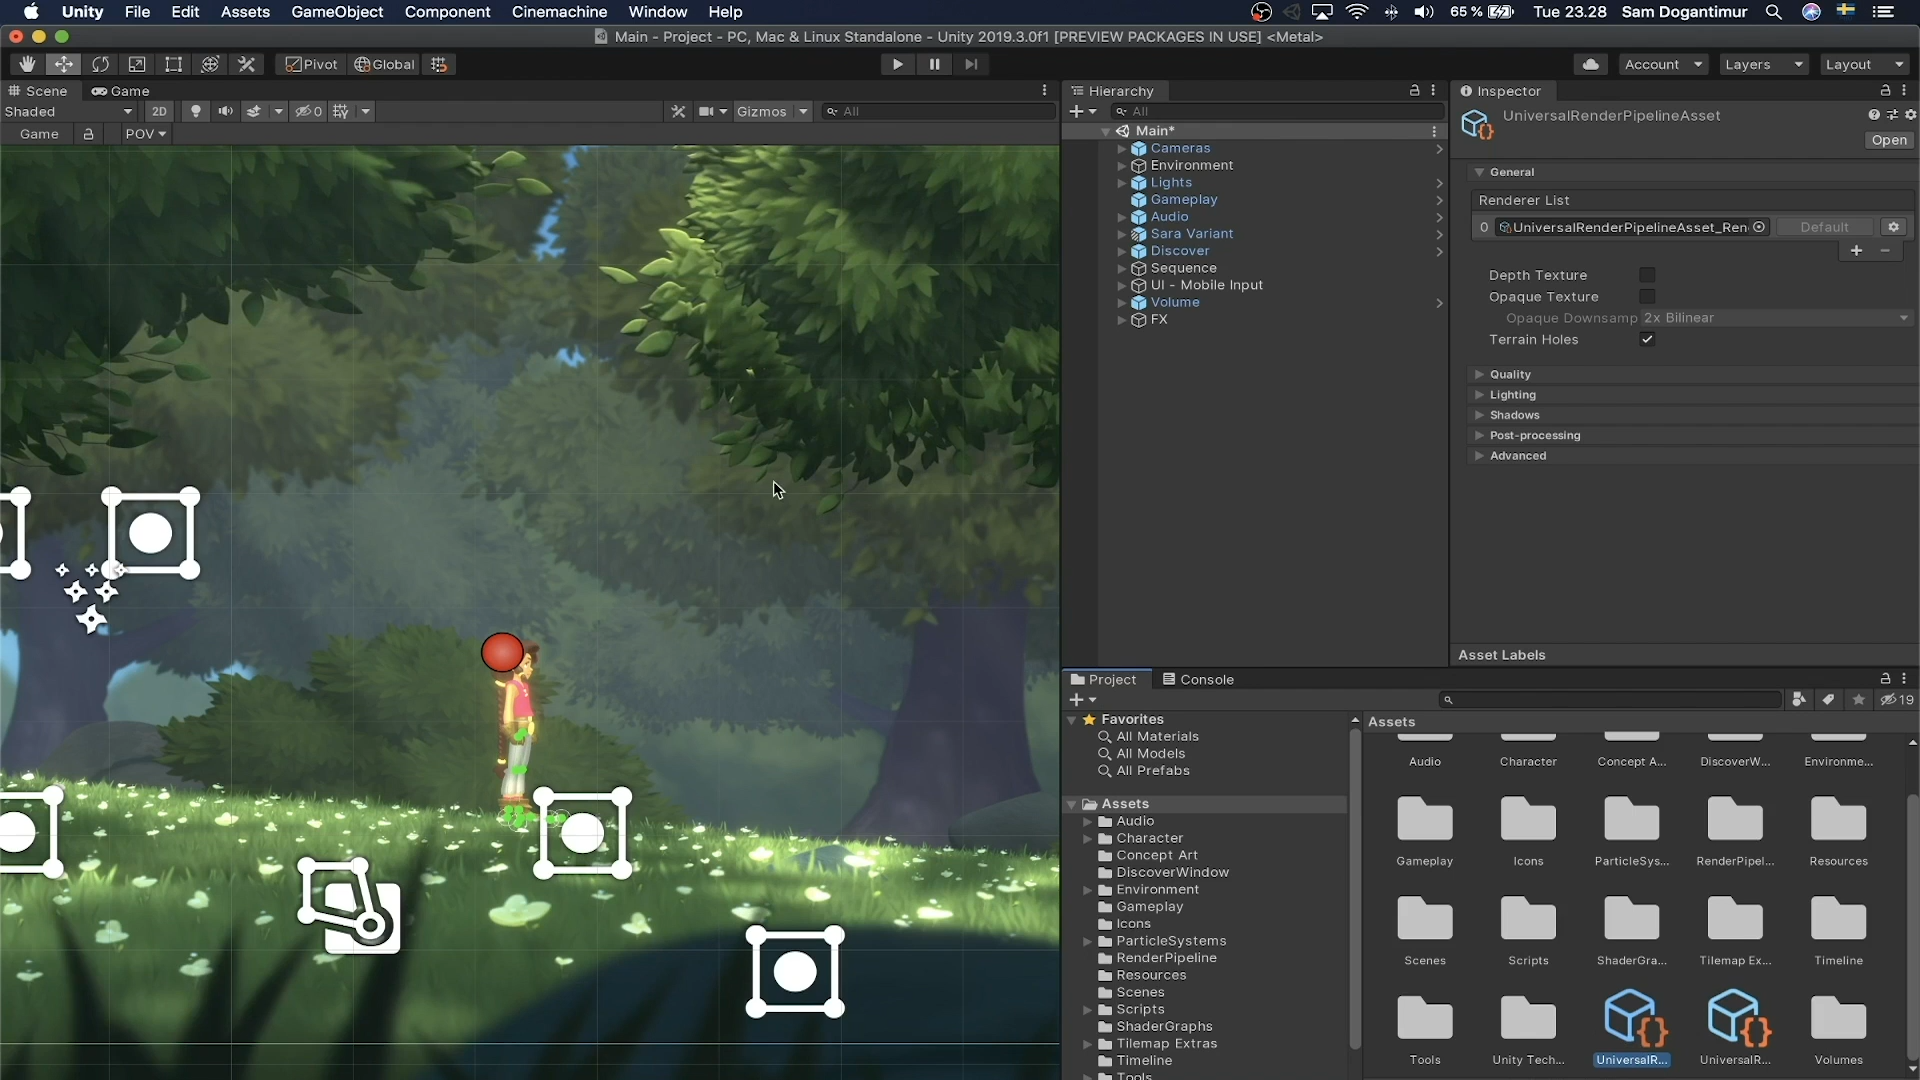 Unity File Edit Assets GameObject Component Cinemachine Window Help 65 % Tue 23.28 Sam Dogantimur
Main - Project - PC, Mac & Linux Standalone - Unity 2019.3.0f1 [PREVIEW PACKAGES IN USE] <Metal>
Pivot Global Account Layers Layout
Scene Game
Shaded 2D 0 Gizmos All
Game POV
Hierarchy
All
Main*
Cameras
Environment
Lights
Gameplay
Audio
Sara Variant
Discover
Sequence
UI - Mobile Input
Volume
FX
Inspector
UniversalRenderPipelineAsset
Open
General
Renderer List
0 UniversalRenderPipelineAsset_Ren Default
Depth Texture
Opaque Texture
Opaque Downsamp 2x Bilinear
Terrain Holes
Quality
Lighting
Shadows
Post-processing
Advanced
Asset Labels
Project Console
19
Favorites
All Materials
All Models
All Prefabs
Assets
Audio
Character
Concept Art
DiscoverWindow
Environment
Gameplay
Icons
ParticleSystems
RenderPipeline
Resources
Scenes
Scripts
ShaderGraphs
Tilemap Extras
Timeline
Tools
Assets
Audio Character Concept A... DiscoverW... Environme...
Gameplay Icons ParticleSys... RenderPipel... Resources
Scenes Scripts ShaderGra... Tilemap Ex... Timeline
Tools Unity Tech... UniversalR... UniversalR... Volumes